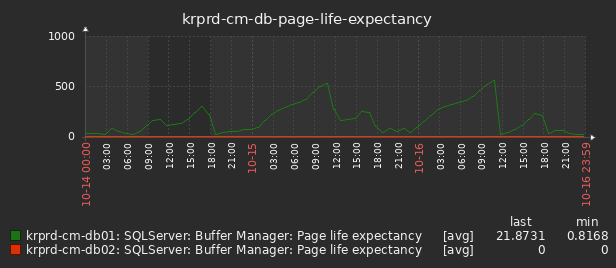 krprd-cm-db-page-life-expectancy
1000
500
0
10-14 00:00 03:00 06:00 09:00 12:00 15:00 18:00 21:00 10-15 03:00 06:00 09:00 12:00 15:00 18:00 21:00 10-16 03:00 06:00 09:00 12:00 15:00 18:00 21:00 10-16 23:59
last min
krprd-cm-db01: SQLServer: Buffer Manager: Page life expectancy [avg] 21.8731 0.8168
krprd-cm-db02: SQLServer: Buffer Manager: Page life expectancy [avg] 0 0